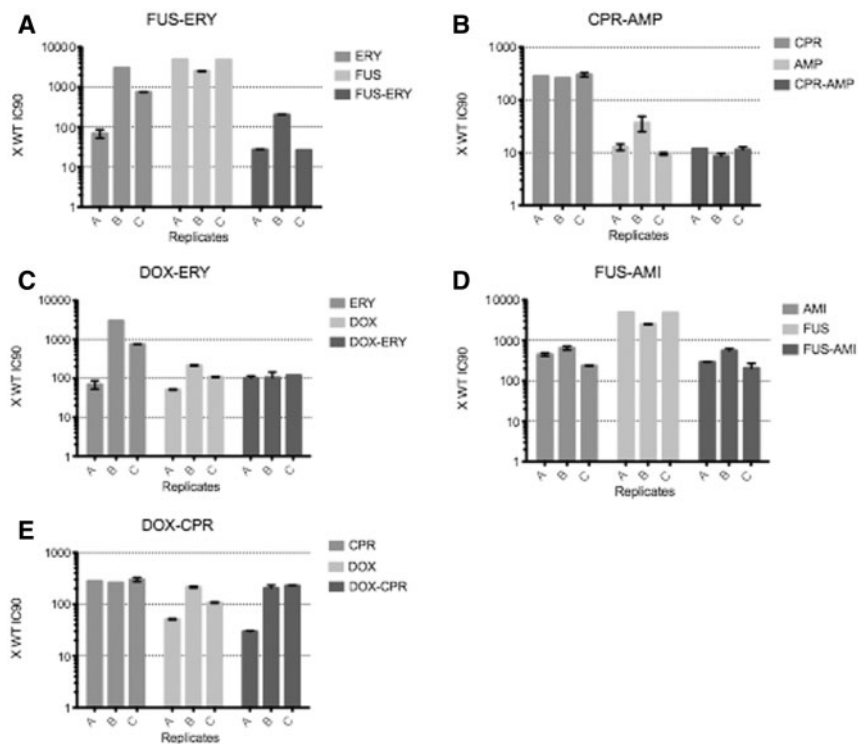 A
FUS-ERY
10000
1000
100
10
1
X WT IC90
A B C A B C A B C
Replicates
ERY
FUS
FUS-ERY
B
CPR-AMP
1000
100
10
1
X WT IC90
A B C A B C A B C
Replicates
CPR
AMP
CPR-AMP
C
DOX-ERY
10000
1000
100
10
1
X WT IC90
A B C A B C A B C
Replicates
ERY
DOX
DOX-ERY
D
FUS-AMI
10000
1000
100
10
1
X WT IC90
A B C A B C A B C
Replicates
AMI
FUS
FUS-AMI
E
DOX-CPR
1000
100
10
1
X WT IC90
A B C A B C A B C
Replicates
CPR
DOX
DOX-CPR